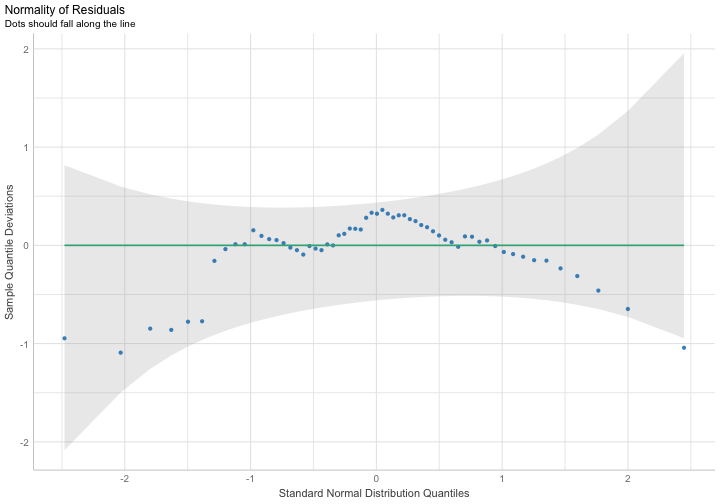 Normality of Residuals
Dots should fall along the line
2
1
0
-1
-2
Sample Quantile Deviations
-2
-1
0
1
2
Standard Normal Distribution Quantiles